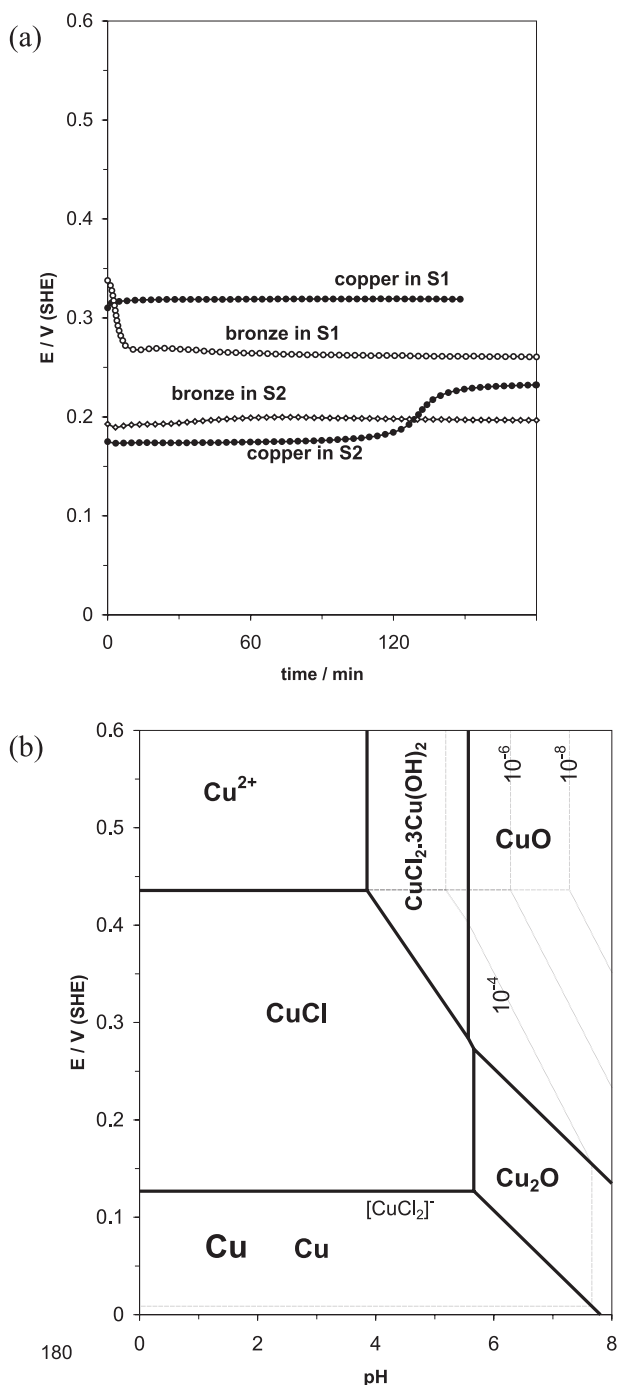 (a)
0.6
0.5
0.4
0.3
0.2
0.1
0
E / V (SHE)
copper in S1
bronze in S1
bronze in S2
copper in S2
0 60 120
time / min
(b)
0.6
0.5
0.4
0.3
0.2
0.1
0
E / V (SHE)
Cu²⁺
CuCl₂.3Cu(OH)₂
10⁻⁶
10⁻⁸
CuO
CuCl
10⁻⁴
Cu₂O
[CuCl₂]⁻
Cu Cu
0 2 4 6 8
180
pH